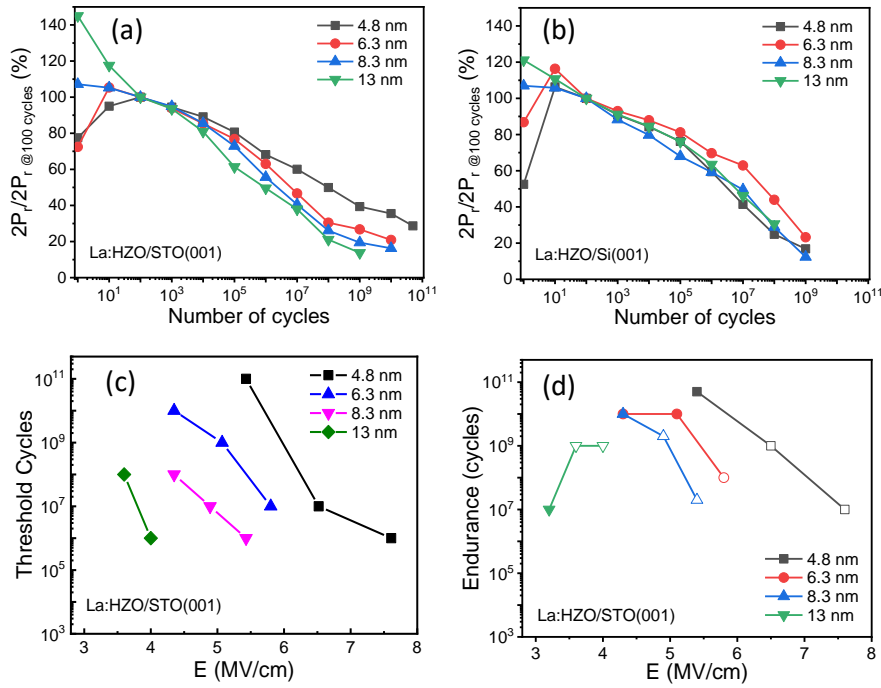 (a)
4.8 nm
6.3 nm
8.3 nm
13 nm
2Pr/2Pr @100 cycles (%)
140
120
100
80
60
40
20
0
La:HZO/STO(001)
10^1 10^3 10^5 10^7 10^9 10^11
Number of cycles
(b)
4.8 nm
6.3 nm
8.3 nm
13 nm
2Pr/2Pr @100 cycles (%)
140
120
100
80
60
40
20
0
La:HZO/Si(001)
10^1 10^3 10^5 10^7 10^9 10^11
Number of cycles
(c)
4.8 nm
6.3 nm
8.3 nm
13 nm
Threshold Cycles
10^11
10^9
10^7
10^5
10^3
La:HZO/STO(001)
3 4 5 6 7 8
E (MV/cm)
(d)
Endurance (cycles)
10^11
10^9
10^7
10^5
10^3
4.8 nm
6.3 nm
8.3 nm
13 nm
La:HZO/STO(001)
3 4 5 6 7 8
E (MV/cm)